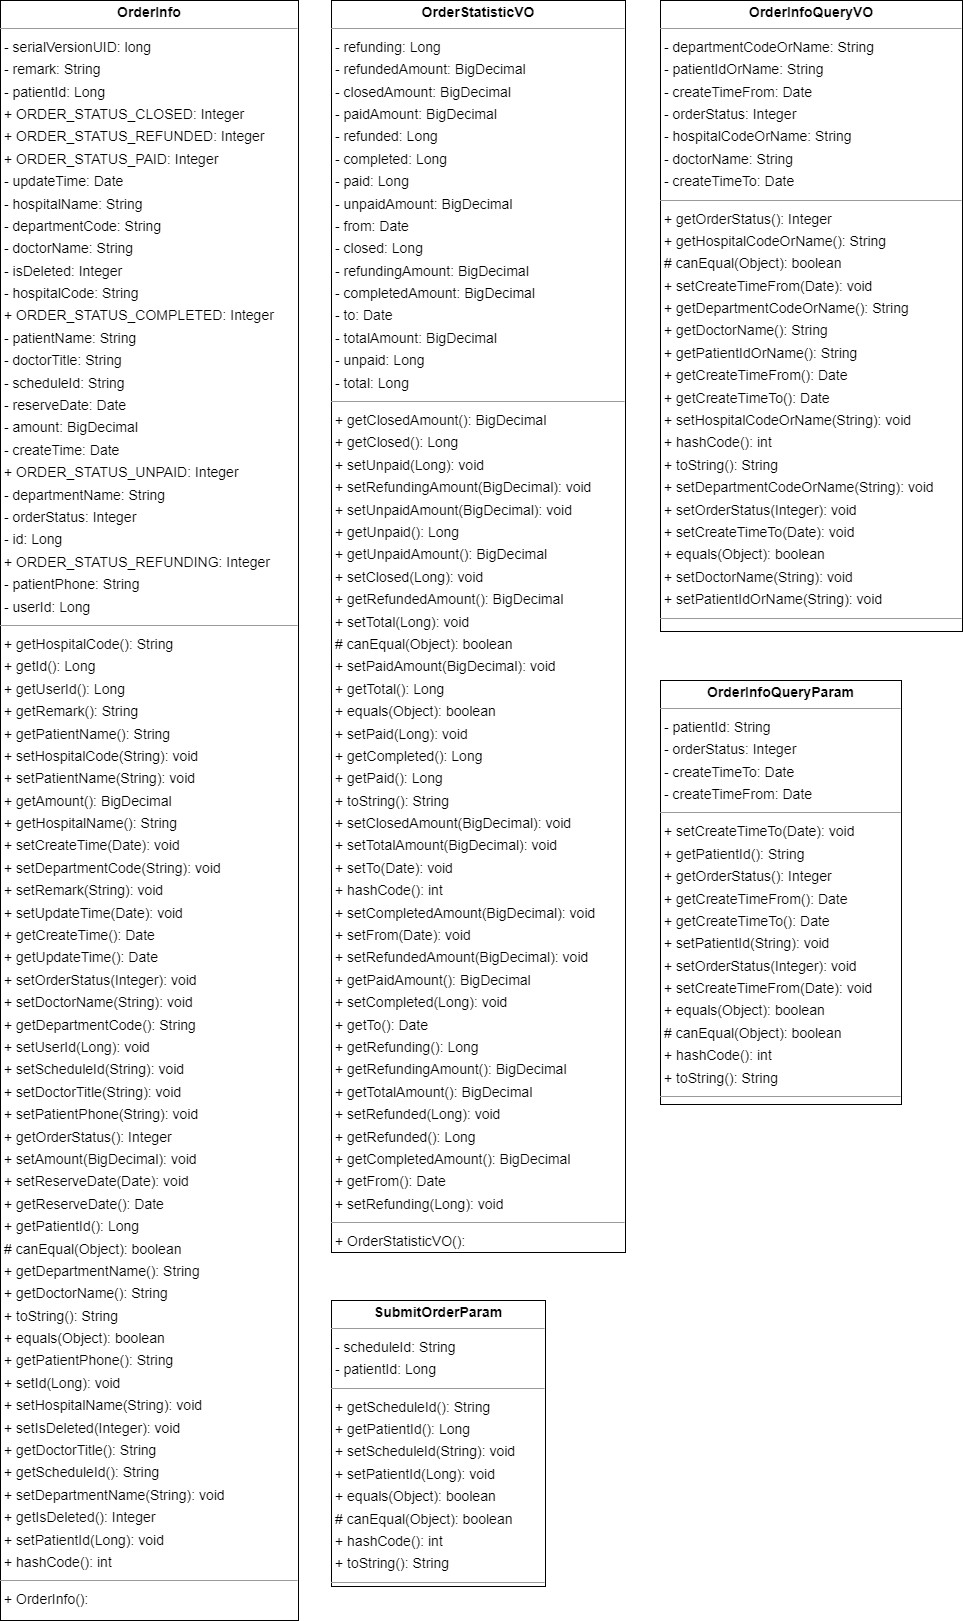 OrderInfo
- serialVersionUID: long
- remark: String
- patientId: Long
+ ORDER_STATUS_CLOSED: Integer
+ ORDER_STATUS_REFUNDED: Integer
+ ORDER_STATUS_PAID: Integer
- updateTime: Date
- hospitalName: String
- departmentCode: String
- doctorName: String
- isDeleted: Integer
- hospitalCode: String
+ ORDER_STATUS_COMPLETED: Integer
- patientName: String
- doctorTitle: String
- scheduleId: String
- reserveDate: Date
- amount: BigDecimal
- createTime: Date
+ ORDER_STATUS_UNPAID: Integer
- departmentName: String
- orderStatus: Integer
- id: Long
+ ORDER_STATUS_REFUNDING: Integer
- patientPhone: String
- userId: Long
+ getHospitalCode(): String
+ getId(): Long
+ getUserId(): Long
+ getRemark(): String
+ getPatientName(): String
+ setHospitalCode(String): void
+ setPatientName(String): void
+ getAmount(): BigDecimal
+ getHospitalName(): String
+ setCreateTime(Date): void
+ setDepartmentCode(String): void
+ setRemark(String): void
+ setUpdateTime(Date): void
+ getCreateTime(): Date
+ getUpdateTime(): Date
+ setOrderStatus(Integer): void
+ setDoctorName(String): void
+ getDepartmentCode(): String
+ setUserId(Long): void
+ setScheduleId(String): void
+ setDoctorTitle(String): void
+ setPatientPhone(String): void
+ getOrderStatus(): Integer
+ setAmount(BigDecimal): void
+ setReserveDate(Date): void
+ getReserveDate(): Date
+ getPatientId(): Long
# canEqual(Object): boolean
+ getDepartmentName(): String
+ getDoctorName(): String
+ toString(): String
+ equals(Object): boolean
+ getPatientPhone(): String
+ setId(Long): void
+ setHospitalName(String): void
+ setIsDeleted(Integer): void
+ getDoctorTitle(): String
+ getScheduleId(): String
+ setDepartmentName(String): void
+ getIsDeleted(): Integer
+ setPatientId(Long): void
+ hashCode(): int
+ OrderInfo():
OrderStatisticVO
- refunding: Long
- refundedAmount: BigDecimal
- closedAmount: BigDecimal
- paidAmount: BigDecimal
- refunded: Long
- completed: Long
- paid: Long
- unpaidAmount: BigDecimal
- from: Date
- closed: Long
- refundingAmount: BigDecimal
- completedAmount: BigDecimal
- to: Date
- totalAmount: BigDecimal
- unpaid: Long
- total: Long
+ getClosedAmount(): BigDecimal
+ getClosed(): Long
+ setUnpaid(Long): void
+ setRefundingAmount(BigDecimal): void
+ setUnpaidAmount(BigDecimal): void
+ getUnpaid(): Long
+ getUnpaidAmount(): BigDecimal
+ setClosed(Long): void
+ getRefundedAmount(): BigDecimal
+ setTotal(Long): void
# canEqual(Object): boolean
+ setPaidAmount(BigDecimal): void
+ getTotal(): Long
+ equals(Object): boolean
+ setPaid(Long): void
+ getCompleted(): Long
+ getPaid(): Long
+ toString(): String
+ setClosedAmount(BigDecimal): void
+ setTotalAmount(BigDecimal): void
+ setTo(Date): void
+ hashCode(): int
+ setCompletedAmount(BigDecimal): void
+ setFrom(Date): void
+ setRefundedAmount(BigDecimal): void
+ getPaidAmount(): BigDecimal
+ setCompleted(Long): void
+ getTo(): Date
+ getRefunding(): Long
+ getRefundingAmount(): BigDecimal
+ getTotalAmount(): BigDecimal
+ setRefunded(Long): void
+ getRefunded(): Long
+ getCompletedAmount(): BigDecimal
+ getFrom(): Date
+ setRefunding(Long): void
+ OrderStatisticVO():
SubmitOrderParam
- scheduleId: String
- patientId: Long
+ getScheduleId(): String
+ getPatientId(): Long
+ setScheduleId(String): void
+ setPatientId(Long): void
+ equals(Object): boolean
# canEqual(Object): boolean
+ hashCode(): int
+ toString(): String
OrderInfoQueryVO
- departmentCodeOrName: String
- patientIdOrName: String
- createTimeFrom: Date
- orderStatus: Integer
- hospitalCodeOrName: String
- doctorName: String
- createTimeTo: Date
+ getOrderStatus(): Integer
+ getHospitalCodeOrName(): String
# canEqual(Object): boolean
+ setCreateTimeFrom(Date): void
+ getDepartmentCodeOrName(): String
+ getDoctorName(): String
+ getPatientIdOrName(): String
+ getCreateTimeFrom(): Date
+ getCreateTimeTo(): Date
+ setHospitalCodeOrName(String): void
+ hashCode(): int
+ toString(): String
+ setDepartmentCodeOrName(String): void
+ setOrderStatus(Integer): void
+ setCreateTimeTo(Date): void
+ equals(Object): boolean
+ setDoctorName(String): void
+ setPatientIdOrName(String): void
OrderInfoQueryParam
- patientId: String
- orderStatus: Integer
- createTimeTo: Date
- createTimeFrom: Date
+ setCreateTimeTo(Date): void
+ getPatientId(): String
+ getOrderStatus(): Integer
+ getCreateTimeFrom(): Date
+ getCreateTimeTo(): Date
+ setPatientId(String): void
+ setOrderStatus(Integer): void
+ setCreateTimeFrom(Date): void
+ equals(Object): boolean
# canEqual(Object): boolean
+ hashCode(): int
+ toString(): String